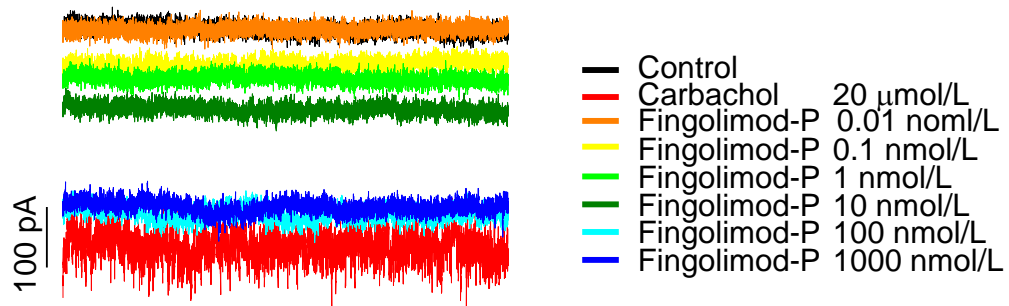 Control
Carbachol 20 μmol/L
Fingolimod-P 0.01 noml/L
Fingolimod-P 0.1 nmol/L
Fingolimod-P 1 nmol/L
Fingolimod-P 10 nmol/L
Fingolimod-P 100 nmol/L
Fingolimod-P 1000 nmol/L
100 pA